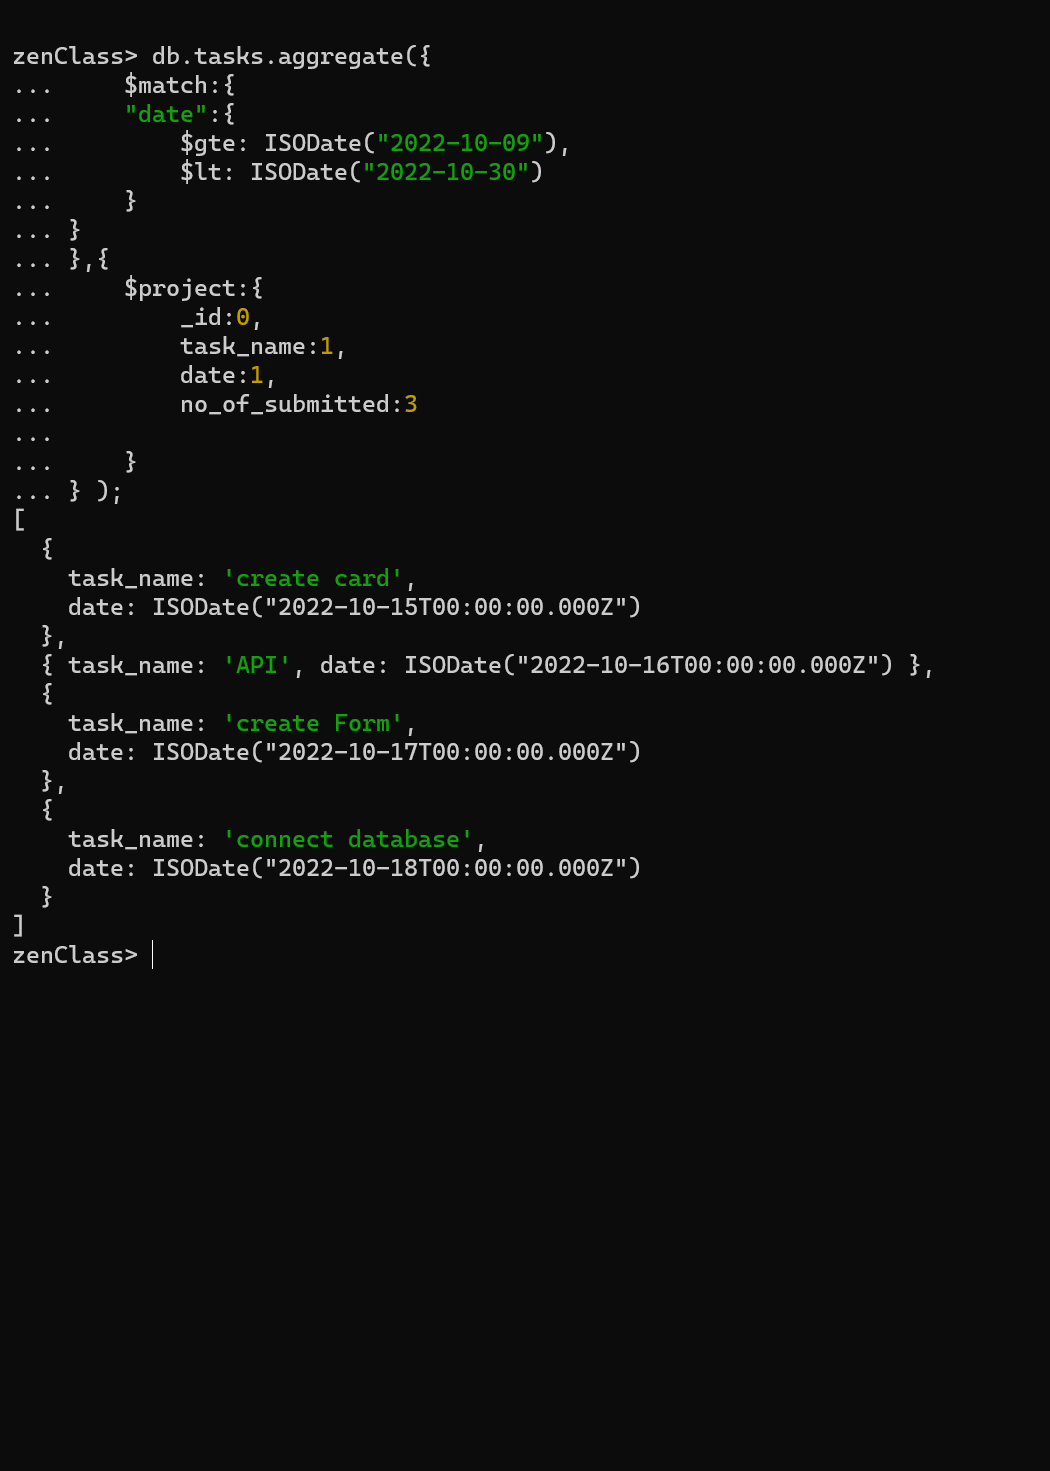 zenClass> db.tasks.aggregate({
...     $match:{
...     "date":{
...         $gte: ISODate("2022-10-09"),
...         $lt: ISODate("2022-10-30")
...     }
... }
... },{
...     $project:{
...         _id:0,
...         task_name:1,
...         date:1,
...         no_of_submitted:3
...
...     }
... } );
[
  {
    task_name: 'create card',
    date: ISODate("2022-10-15T00:00:00.000Z")
  },
  { task_name: 'API', date: ISODate("2022-10-16T00:00:00.000Z") },
  {
    task_name: 'create Form',
    date: ISODate("2022-10-17T00:00:00.000Z")
  },
  {
    task_name: 'connect database',
    date: ISODate("2022-10-18T00:00:00.000Z")
  }
]
zenClass>